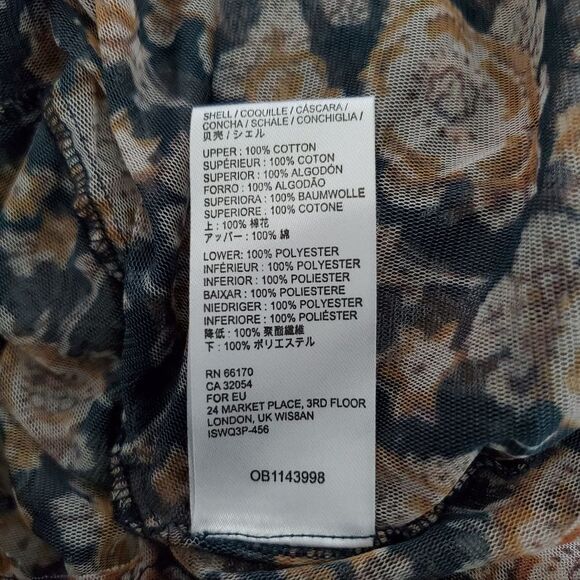 SHELL / COQUILLE / CÁSCARA /
CONCHA / SCHALE / CONCHIGLIA /
贝壳 / シェル
UPPER : 100% COTTON
SUPÉRIEUR : 100% COTON
SUPERIOR : 100% ALGODÓN
FORRO : 100% ALGODÃO
SUPERIORA : 100% BAUMWOLLE
SUPERIORE : 100% COTONE
上 : 100% 棉花
アッパー : 100% 綿
LOWER: 100% POLYESTER
INFÉRIEUR : 100% POLYESTER
INFERIOR : 100% POLIÉSTER
BAIXAR : 100% POLIESTERE
NIEDRIGER : 100% POLYESTER
INFERIORE : 100% POLIÉSTER
降低 : 100% 聚酯纖維
下 : 100% ポリエステル
RN 66170
CA 32054
FOR EU
24 MARKET PLACE, 3RD FLOOR
LONDON, UK WIS8AN
ISWQ3P-456
OB1143998